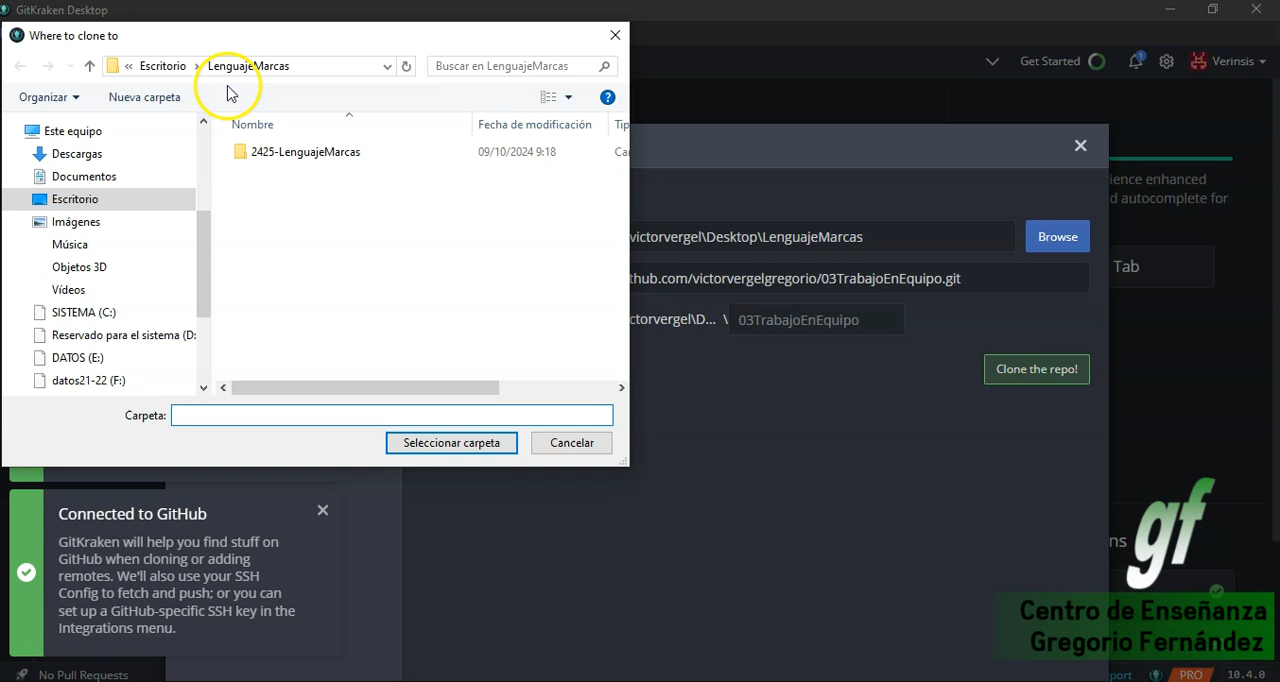 GitKraken Desktop
Where to clone to
« Escritorio › LenguajeMarcas
Buscar en LenguajeMarcas
Organizar
Nueva carpeta
Este equipo
Descargas
Documentos
Escritorio
Imágenes
Música
Objetos 3D
Vídeos
SISTEMA (C:)
Reservado para el sistema (D:
DATOS (E:)
datos21-22 (F:)
Nombre
Fecha de modificación
Tip
2425-LenguajeMarcas
09/10/2024 9:18
Ca
Carpeta:
Seleccionar carpeta
Cancelar
Get Started
1
Verinsis
ience enhanced
d autocomplete for
victorvergel\Desktop\LenguajeMarcas
Browse
thub.com/victorvergelgregorio/03TrabajoEnEquipo.git
Tab
ctorvergel\D... \ 03TrabajoEnEquipo
Clone the repo!
Connected to GitHub
GitKraken will help you find stuff on
GitHub when cloning or adding
remotes. We'll also use your SSH
Config to fetch and push; or you can
set up a GitHub-specific SSH key in the
Integrations menu.
No Pull Requests
ns
gf
Centro de Enseñanza
Gregorio Fernández
port
PRO
10.4.0